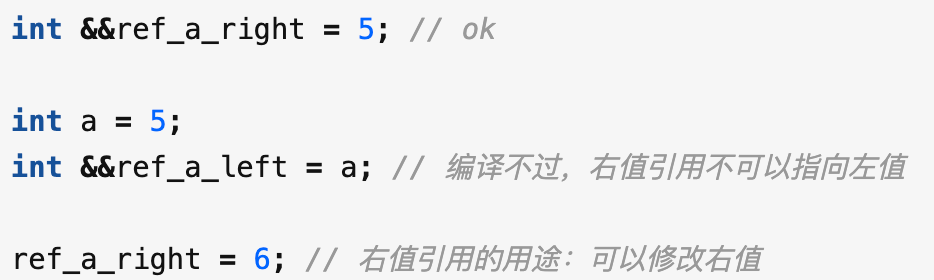 int &&ref_a_right = 5; // ok
int a = 5;
int &&ref_a_left = a; // 编译不过，右值引用不可以指向左值
ref_a_right = 6; // 右值引用的用途：可以修改右值